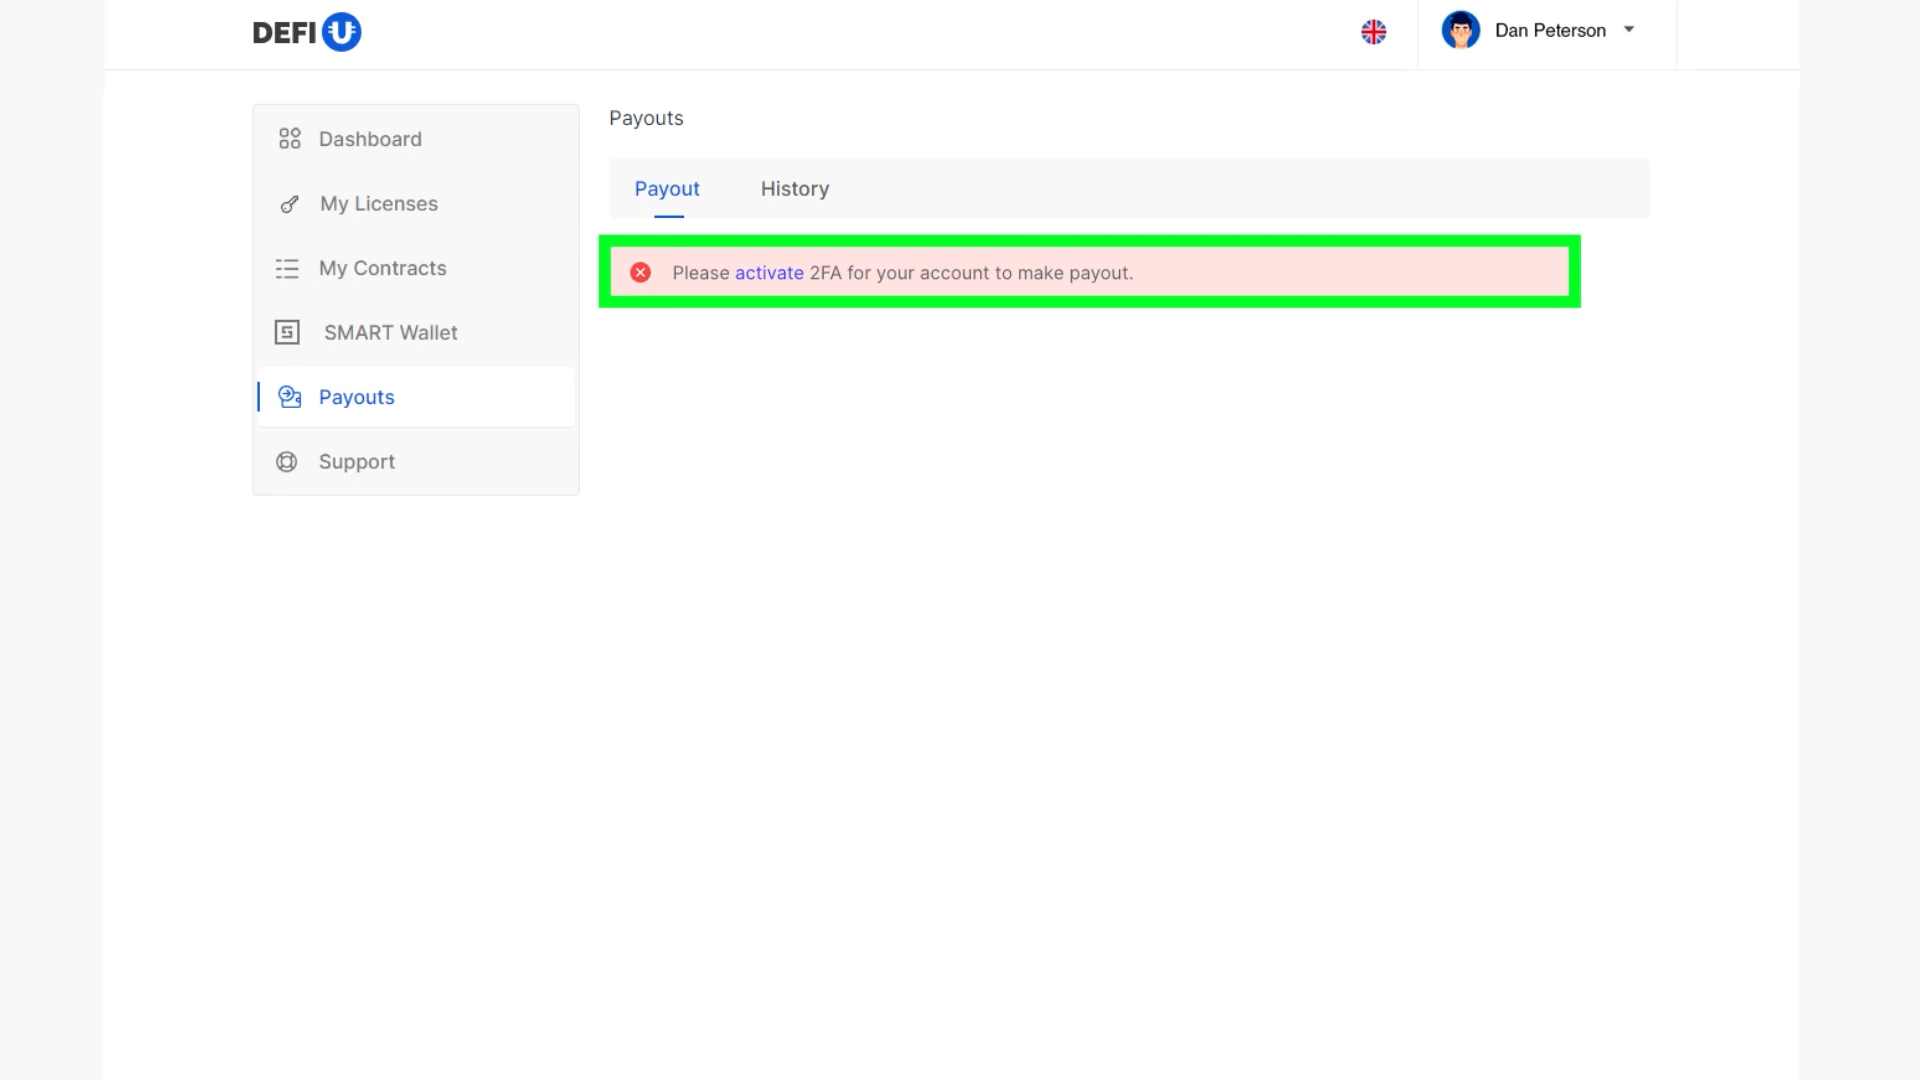 DEFI U
Dan Peterson
Dashboard
My Licenses
My Contracts
SMART Wallet
Payouts
Support
Payouts
Payout History
Please activate 2FA for your account to make payout.